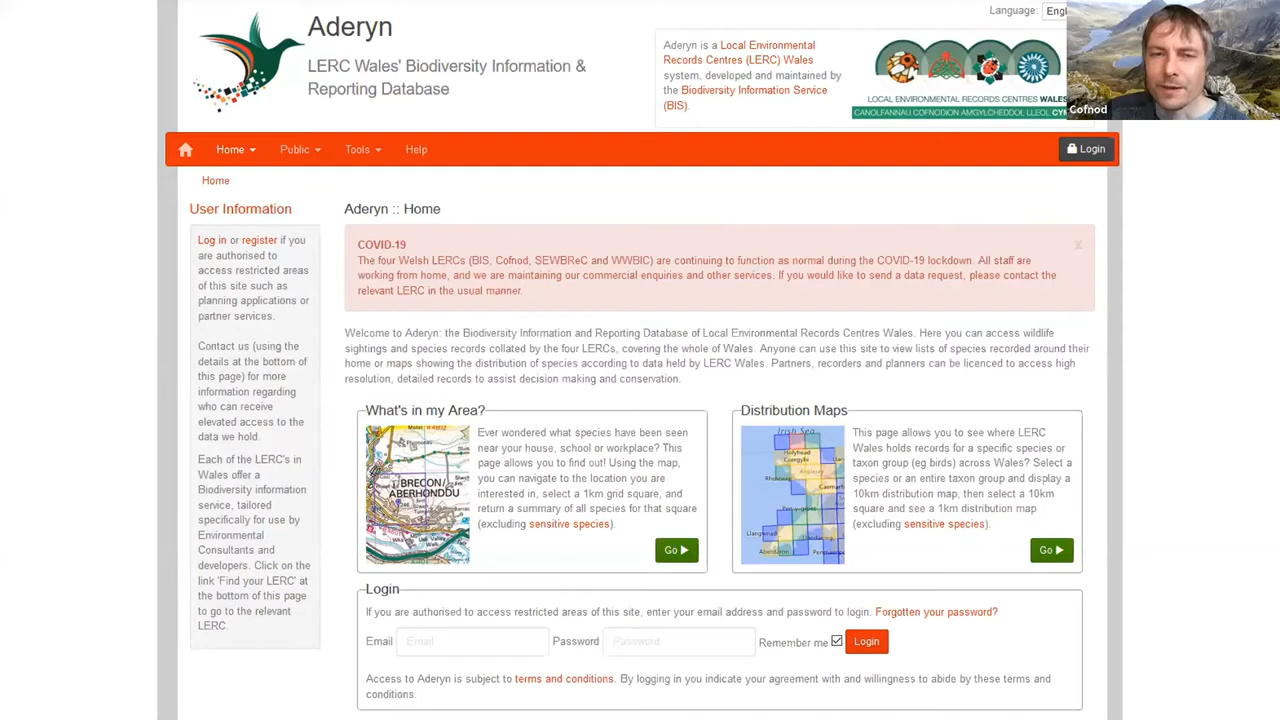 Aderyn
LERC Wales' Biodiversity Information &
Reporting Database
Language:
Aderyn is a Local Environmental
Records Centres (LERC) Wales
system, developed and maintained by
the Biodiversity Information Service
(BIS).
LOCAL ENVIRONMENTAL RECORDS CENTRES WALES
CANOLFANNAU COFNODION AMGYLCHEDDOL LLEOL
Cofnod
Home
Public
Tools
Help
Login
Home
User Information
Log in or register if you
are authorised to
access restricted areas
of this site such as
planning applications or
partner services.
Contact us (using the
details at the bottom of
this page) for more
information regarding
who can receive
elevated access to the
data we hold.
Each of the LERC's in
Wales offer a
Biodiversity information
service, tailored
specifically for use by
Environmental
Consultants and
developers. Click on the
link 'Find your LERC' at
the bottom of this page
to go to the relevant
LERC.
Aderyn :: Home
COVID-19
x
The four Welsh LERCs (BIS, Cofnod, SEWBReC and WWBIC) are continuing to function as normal during the COVID-19 lockdown. All staff are
working from home, and we are maintaining our commercial enquiries and other services. If you would like to send a data request, please contact the
relevant LERC in the usual manner.
Welcome to Aderyn: the Biodiversity Information and Reporting Database of Local Environmental Records Centres Wales. Here you can access wildlife
sightings and species records collated by the four LERCs, covering the whole of Wales. Anyone can use this site to view lists of species recorded around their
home or maps showing the distribution of species according to data held by LERC Wales. Partners, recorders and planners can be licenced to access high
resolution, detailed records to assist decision making and conservation.
What's in my Area?
BRECON/
ABERHONDDU
Ever wondered what species have been seen
near your house, school or workplace? This
page allows you to find out! Using the map,
you can navigate to the location you are
interested in, select a 1km grid square, and
return a summary of all species for that square
(excluding sensitive species).
Go
Distribution Maps
Irish Sea
Holyhead
This page allows you to see where LERC
Wales holds records for a specific species or
taxon group (eg birds) across Wales? Select a
species or an entire taxon group and display a
10km distribution map, then select a 10km
square and see a 1km distribution map
(excluding sensitive species).
Go
Login
If you are authorised to access restricted areas of this site, enter your email address and password to login. Forgotten your password?
Email
Email
Password
Password
Remember me
Login
Access to Aderyn is subject to terms and conditions. By logging in you indicate your agreement with and willingness to abide by these terms and
conditions.